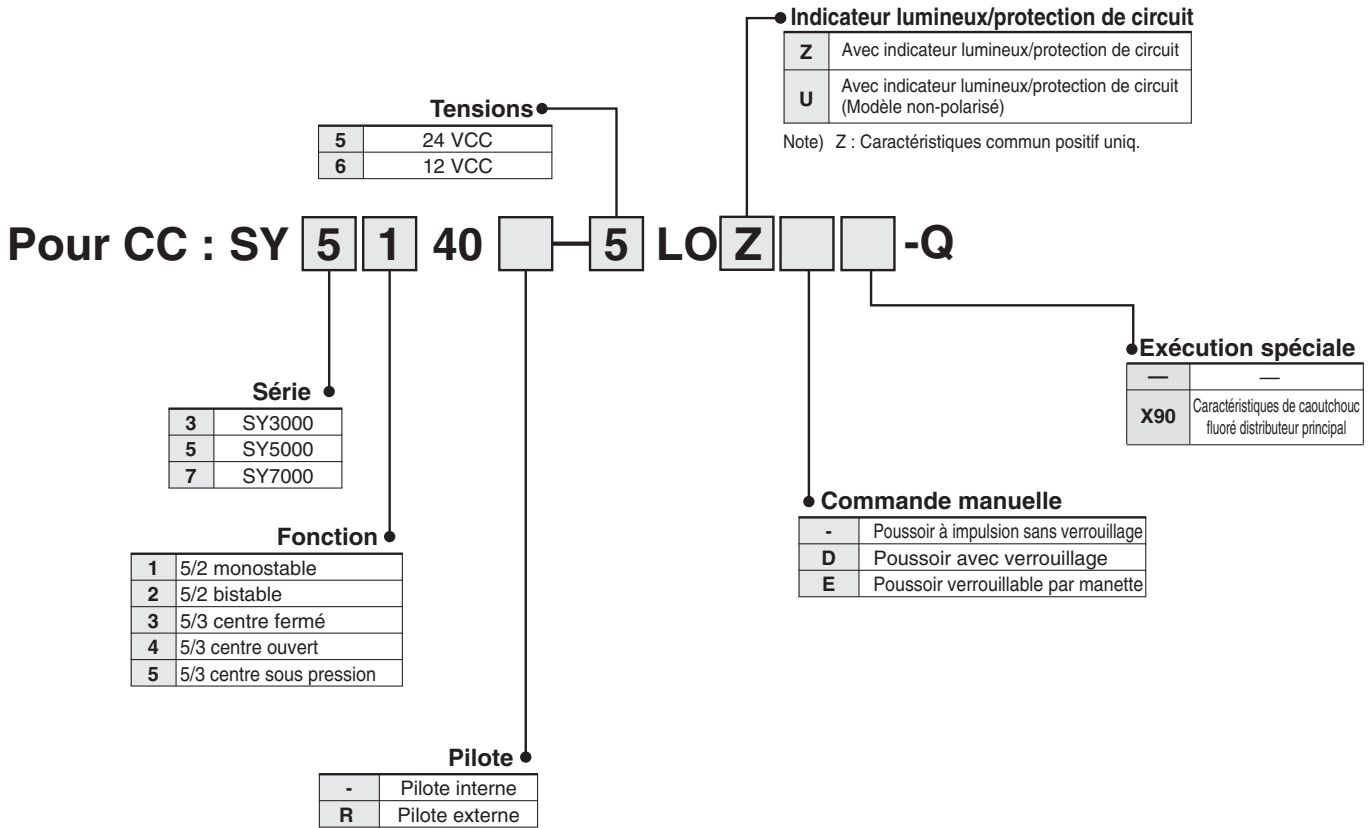 Indicateur lumineux/protection de circuit
Z Avec indicateur lumineux/protection de circuit
U Avec indicateur lumineux/protection de circuit
(Modèle non-polarisé)
Note) Z : Caractéristiques commun positif uniq.
Tensions
5 24 VCC
6 12 VCC
Pour CC : SY 5 1 40 — 5 LO Z -Q
Exécution spéciale
— —
X90 Caractéristiques de caoutchouc
fluoré distributeur principal
Série
3 SY3000
5 SY5000
7 SY7000
Commande manuelle
- Poussoir à impulsion sans verrouillage
D Poussoir avec verrouillage
E Poussoir verrouillable par manette
Fonction
1 5/2 monostable
2 5/2 bistable
3 5/3 centre fermé
4 5/3 centre ouvert
5 5/3 centre sous pression
Pilote
- Pilote interne
R Pilote externe